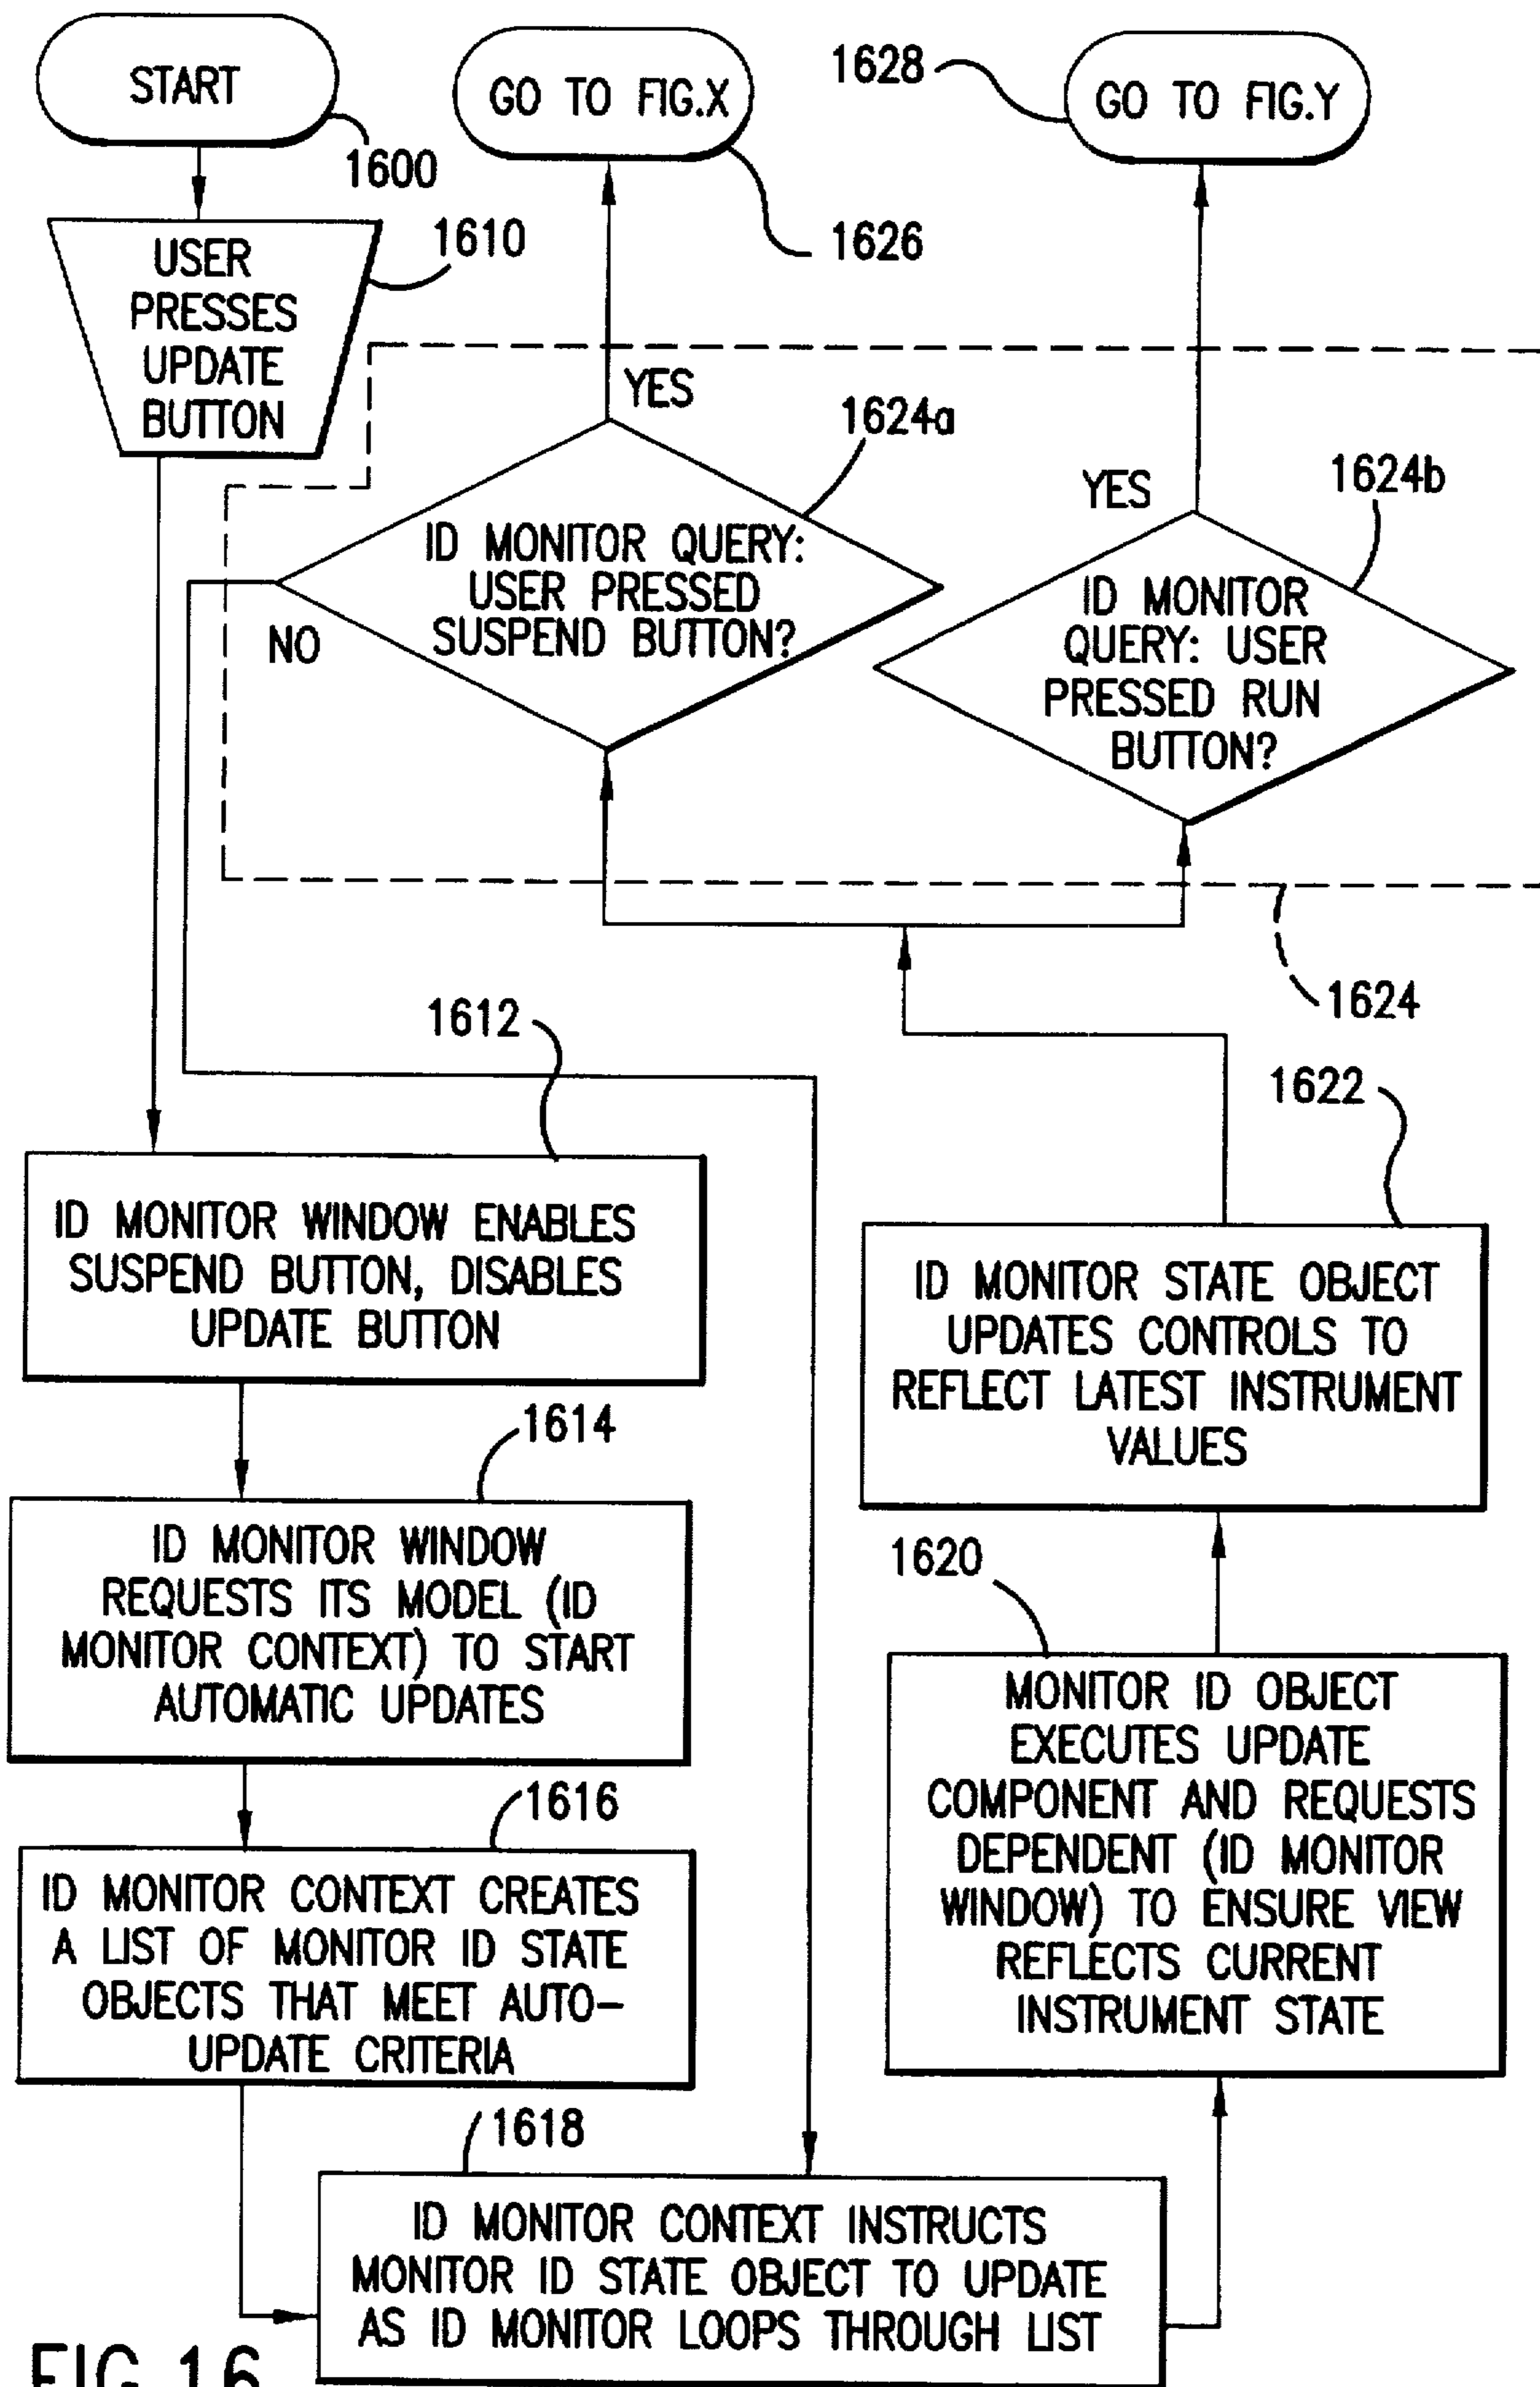 START
1600
GO TO FIG.X
1626
1628
GO TO FIG.Y
USER
PRESSES
UPDATE
BUTTON
1610
YES
1624a
ID MONITOR QUERY:
USER PRESSED
SUSPEND BUTTON?
NO
YES
1624b
ID MONITOR
QUERY: USER
PRESSED RUN
BUTTON?
1624
1612
ID MONITOR WINDOW ENABLES
SUSPEND BUTTON, DISABLES
UPDATE BUTTON
1614
ID MONITOR WINDOW
REQUESTS ITS MODEL (ID
MONITOR CONTEXT) TO START
AUTOMATIC UPDATES
1616
ID MONITOR CONTEXT CREATES
A LIST OF MONITOR ID STATE
OBJECTS THAT MEET AUTO-
UPDATE CRITERIA
1618
ID MONITOR CONTEXT INSTRUCTS
MONITOR ID STATE OBJECT TO UPDATE
AS ID MONITOR LOOPS THROUGH LIST
1620
MONITOR ID OBJECT
EXECUTES UPDATE
COMPONENT AND REQUESTS
DEPENDENT (ID MONITOR
WINDOW) TO ENSURE VIEW
REFLECTS CURRENT
INSTRUMENT STATE
1622
ID MONITOR STATE OBJECT
UPDATES CONTROLS TO
REFLECT LATEST INSTRUMENT
VALUES
FIG.16